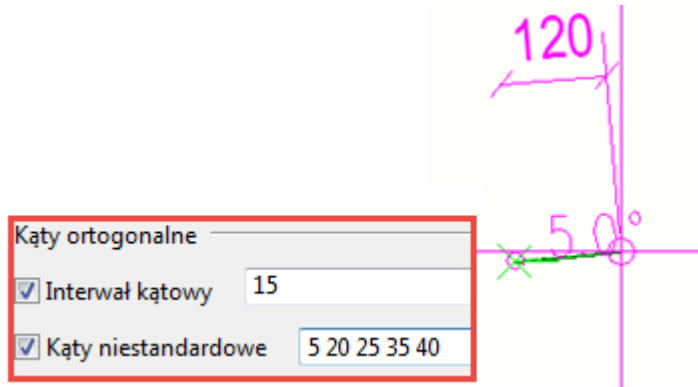 120
5.0°
Kąty ortogonalne
Interwał kątowy 15
Kąty niestandardowe 5 20 25 35 40